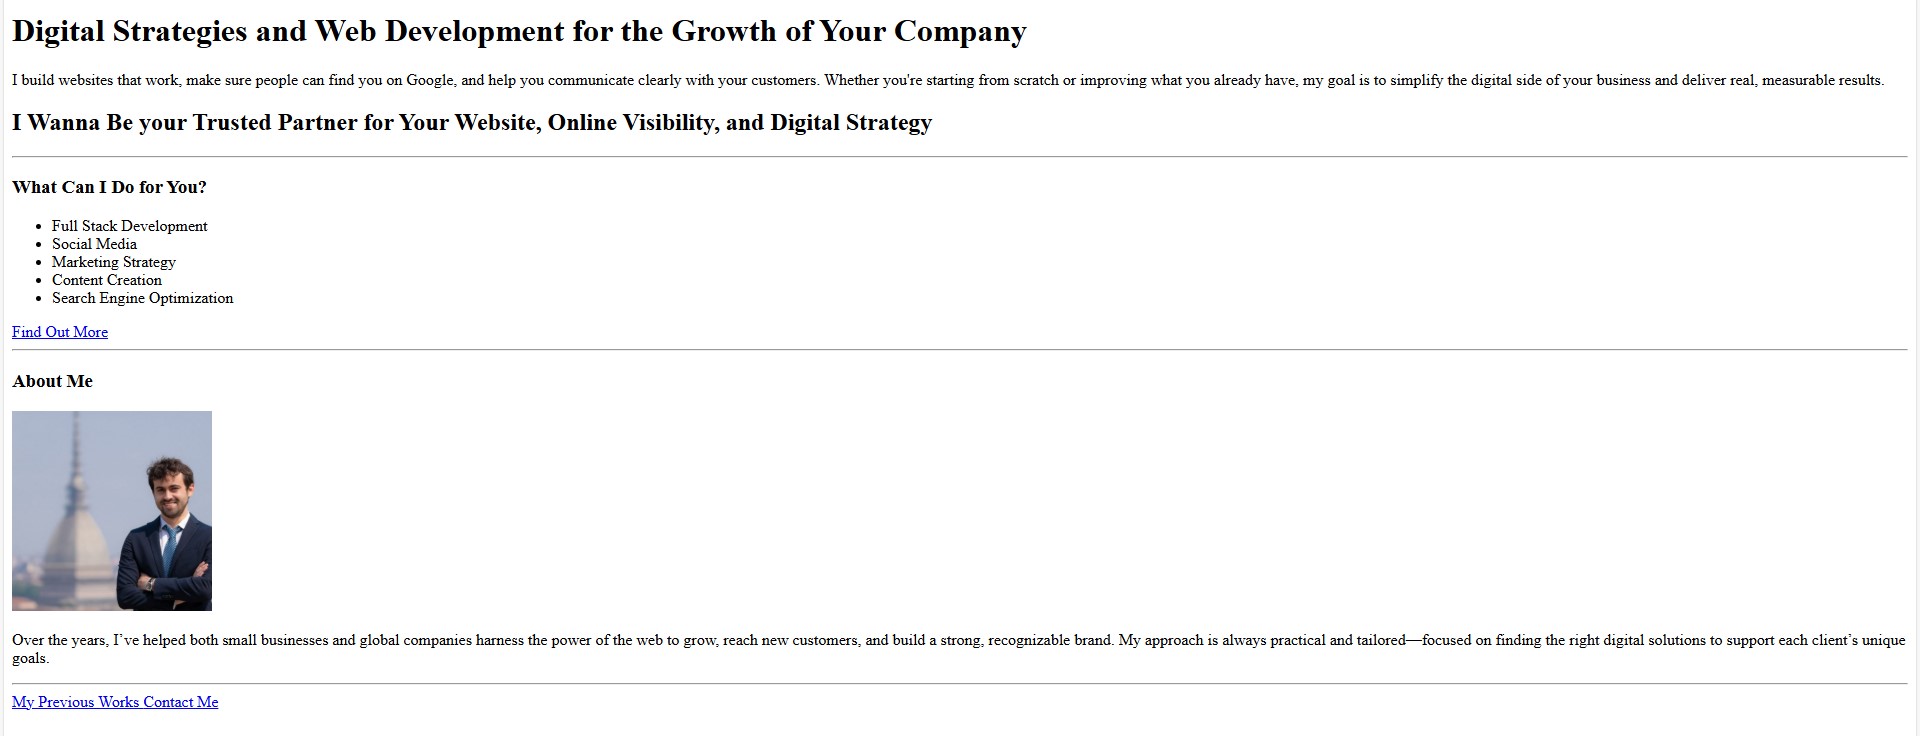 Digital Strategies and Web Development for the Growth of Your Company
I build websites that work, make sure people can find you on Google, and help you communicate clearly with your customers. Whether you're starting from scratch or improving what you already have, my goal is to simplify the digital side of your business and deliver real, measurable results.
I Wanna Be your Trusted Partner for Your Website, Online Visibility, and Digital Strategy
What Can I Do for You?
• Full Stack Development
• Social Media
• Marketing Strategy
• Content Creation
• Search Engine Optimization
Find Out More
About Me
Over the years, I’ve helped both small businesses and global companies harness the power of the web to grow, reach new customers, and build a strong, recognizable brand. My approach is always practical and tailored—focused on finding the right digital solutions to support each client’s unique
goals.
My Previous Works Contact Me